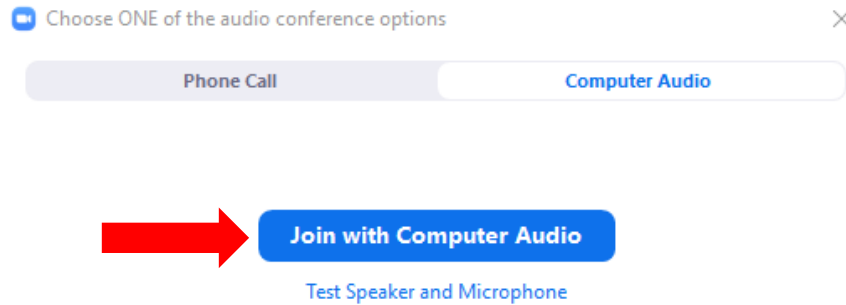 Choose ONE of the audio conference options
Phone Call Computer Audio
Join with Computer Audio
Test Speaker and Microphone